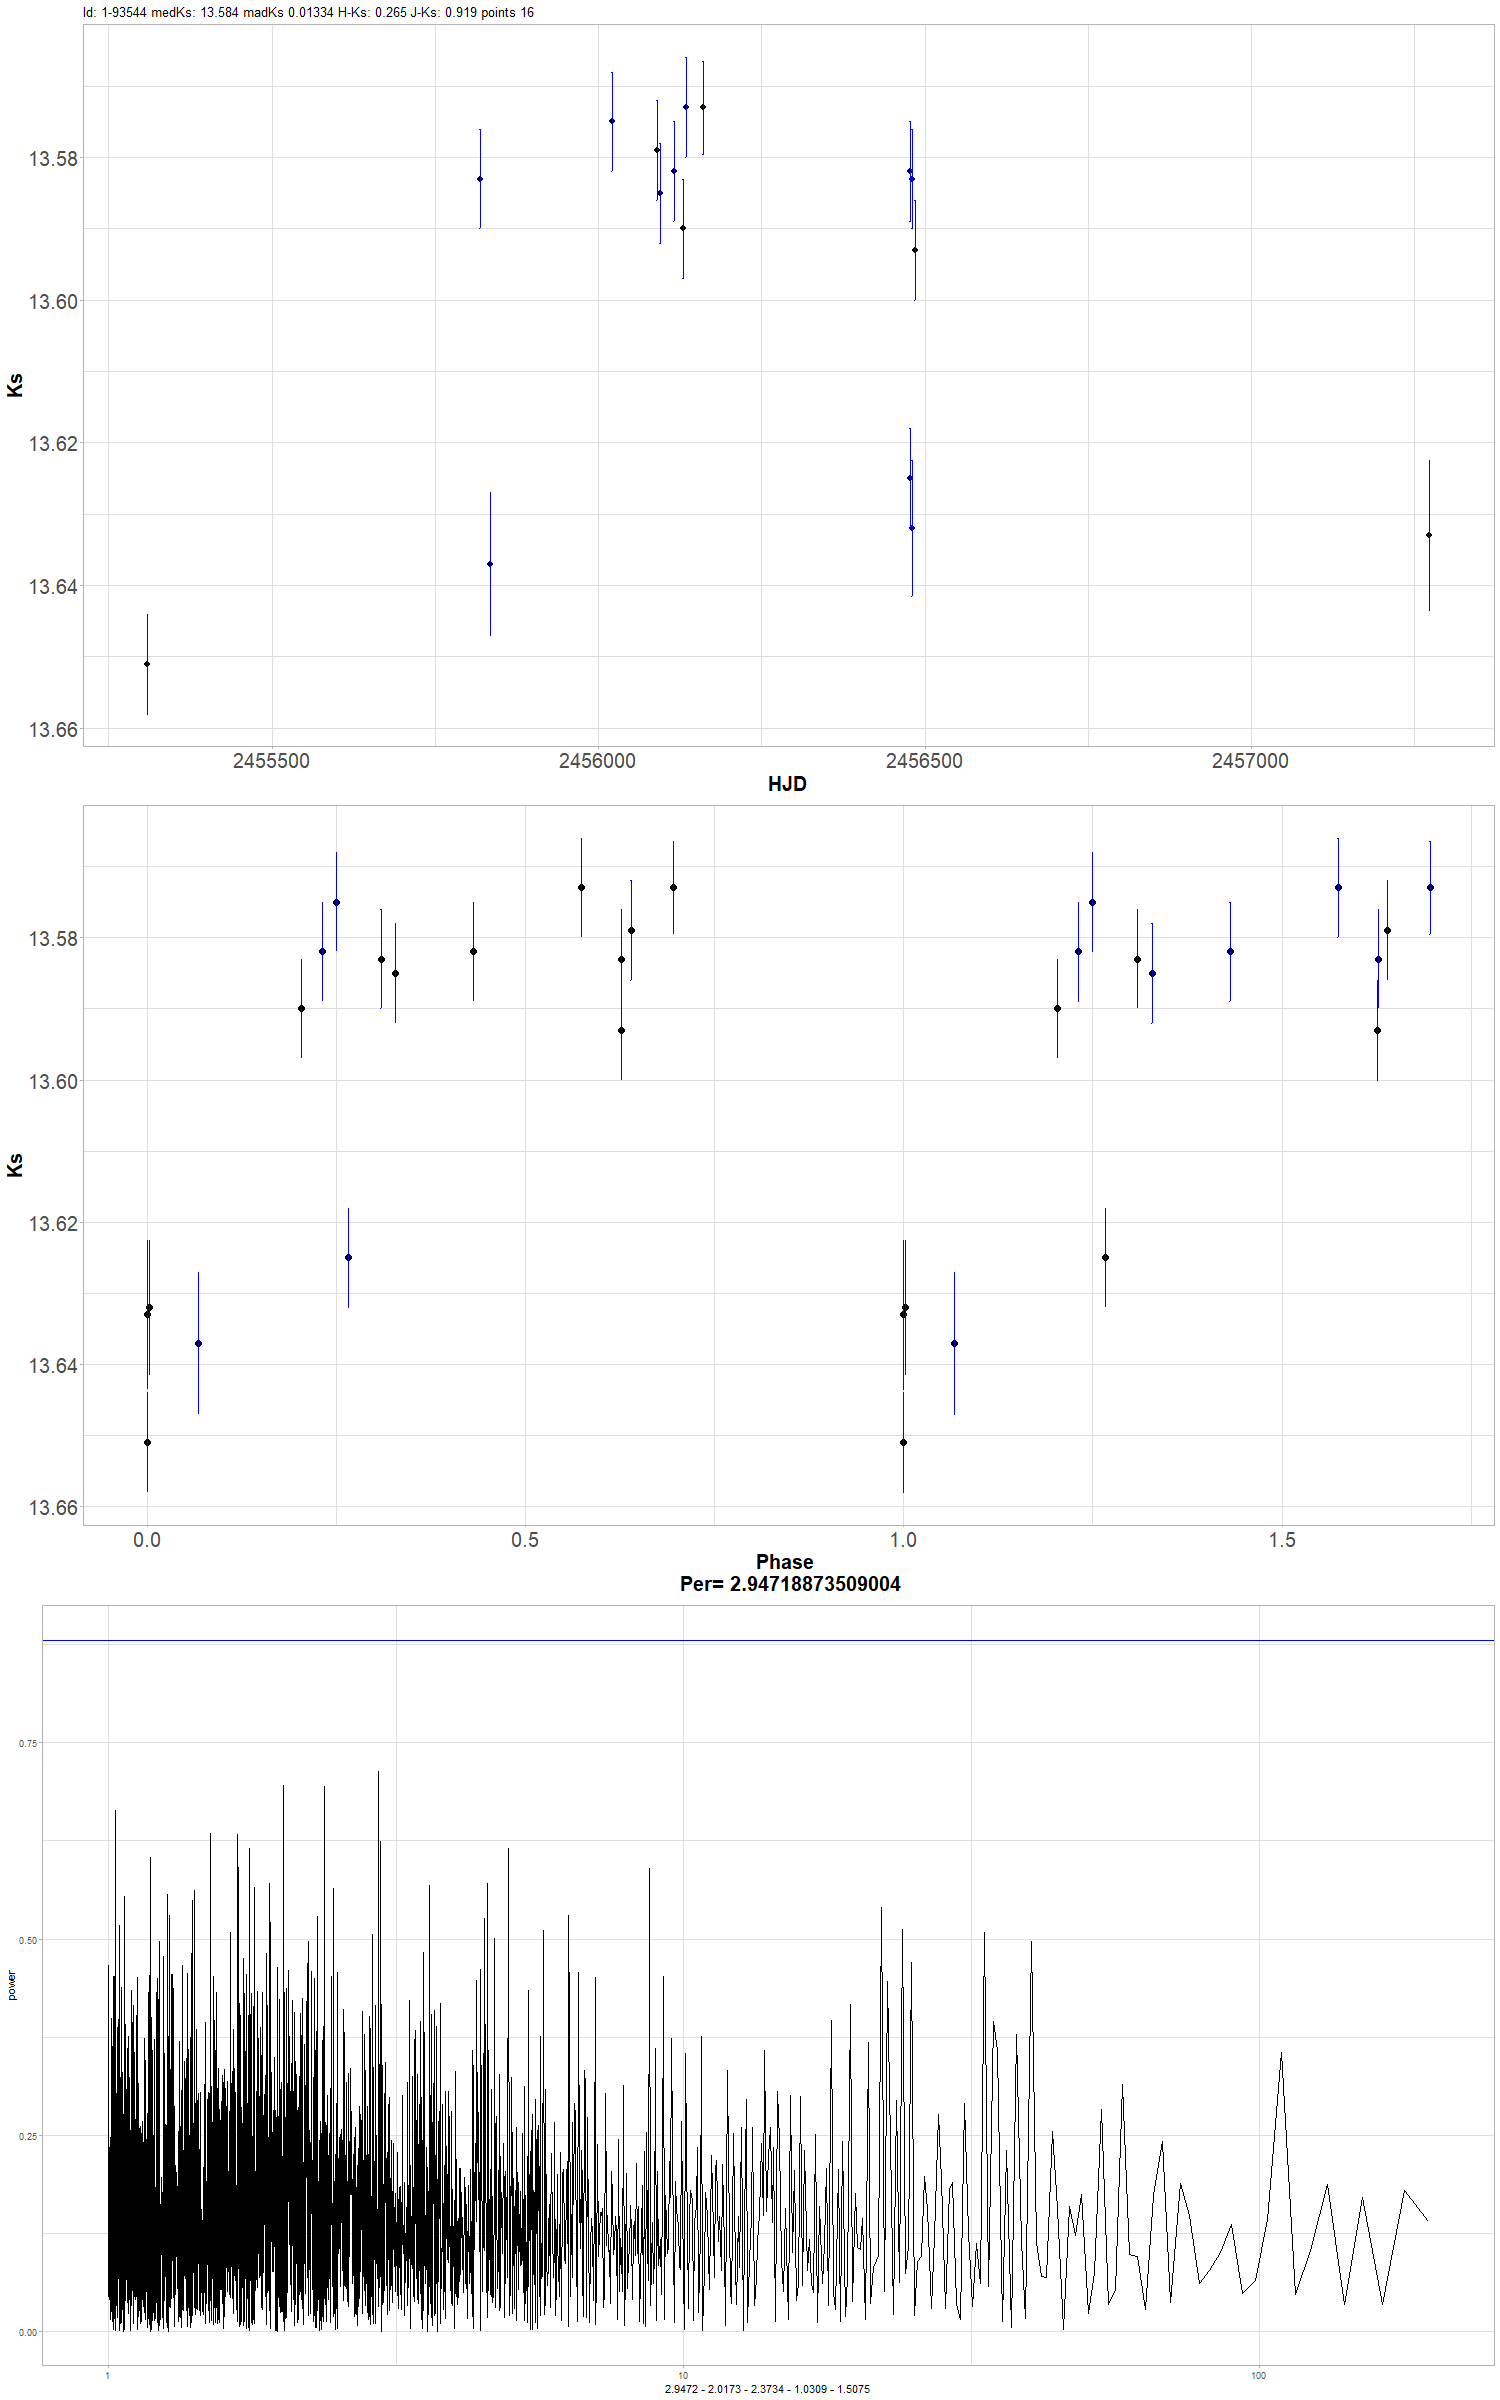 Id: 1-93544 medKs: 13.584 madKs 0.01334 H-Ks: 0.265 J-Ks: 0.919 points 16
13.58
13.60
13.62
13.64
13.66
Ks
2455500 2456000 2456500 2457000
HJD
13.58
13.60
13.62
13.64
13.66
Ks
0.0 0.5 1.0 1.5
Phase
Per= 2.94718873509004
0.75
0.50
0.25
0.00
power
1 10 100
2.9472 - 2.0173 - 2.3734 - 1.0309 - 1.5075